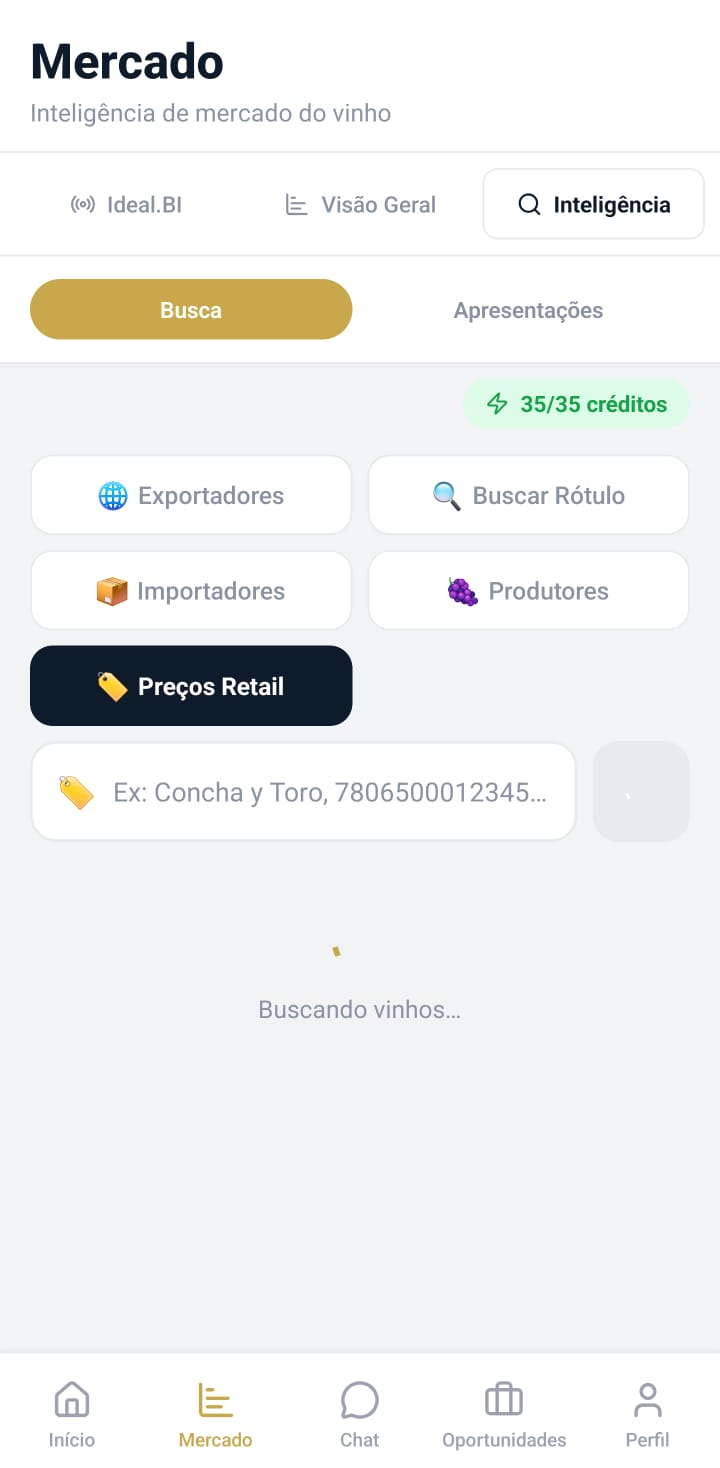 Mercado
Inteligência de mercado do vinho
Ideal.BI
Visão Geral
Inteligência
Busca
Apresentações
35/35 créditos
Exportadores
Buscar Rótulo
Importadores
Produtores
Preços Retail
Ex: Concha y Toro, 7806500012345...
Buscando vinhos...
Início
Mercado
Chat
Oportunidades
Perfil